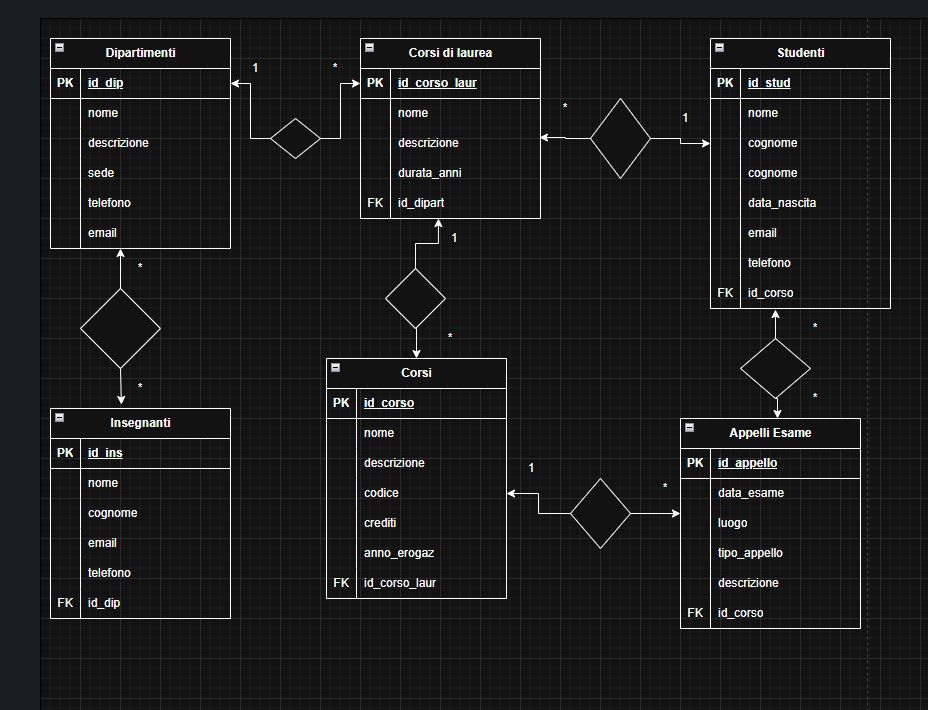 Dipartimenti
PK id_dip
nome
descrizione
sede
telefono
email
1
*
Corsi di laurea
PK id_corso_laur
nome
descrizione
durata_anni
FK id_dipart
*
1
Studenti
PK id_stud
nome
cognome
cognome
data_nascita
email
telefono
FK id_corso
*
*
1
*
*
*
Insegnanti
PK id_ins
nome
cognome
email
telefono
FK id_dip
Corsi
PK id_corso
nome
descrizione
codice
crediti
anno_erogaz
FK id_corso_laur
1
*
Appelli Esame
PK id_appello
data_esame
luogo
tipo_appello
descrizione
FK id_corso